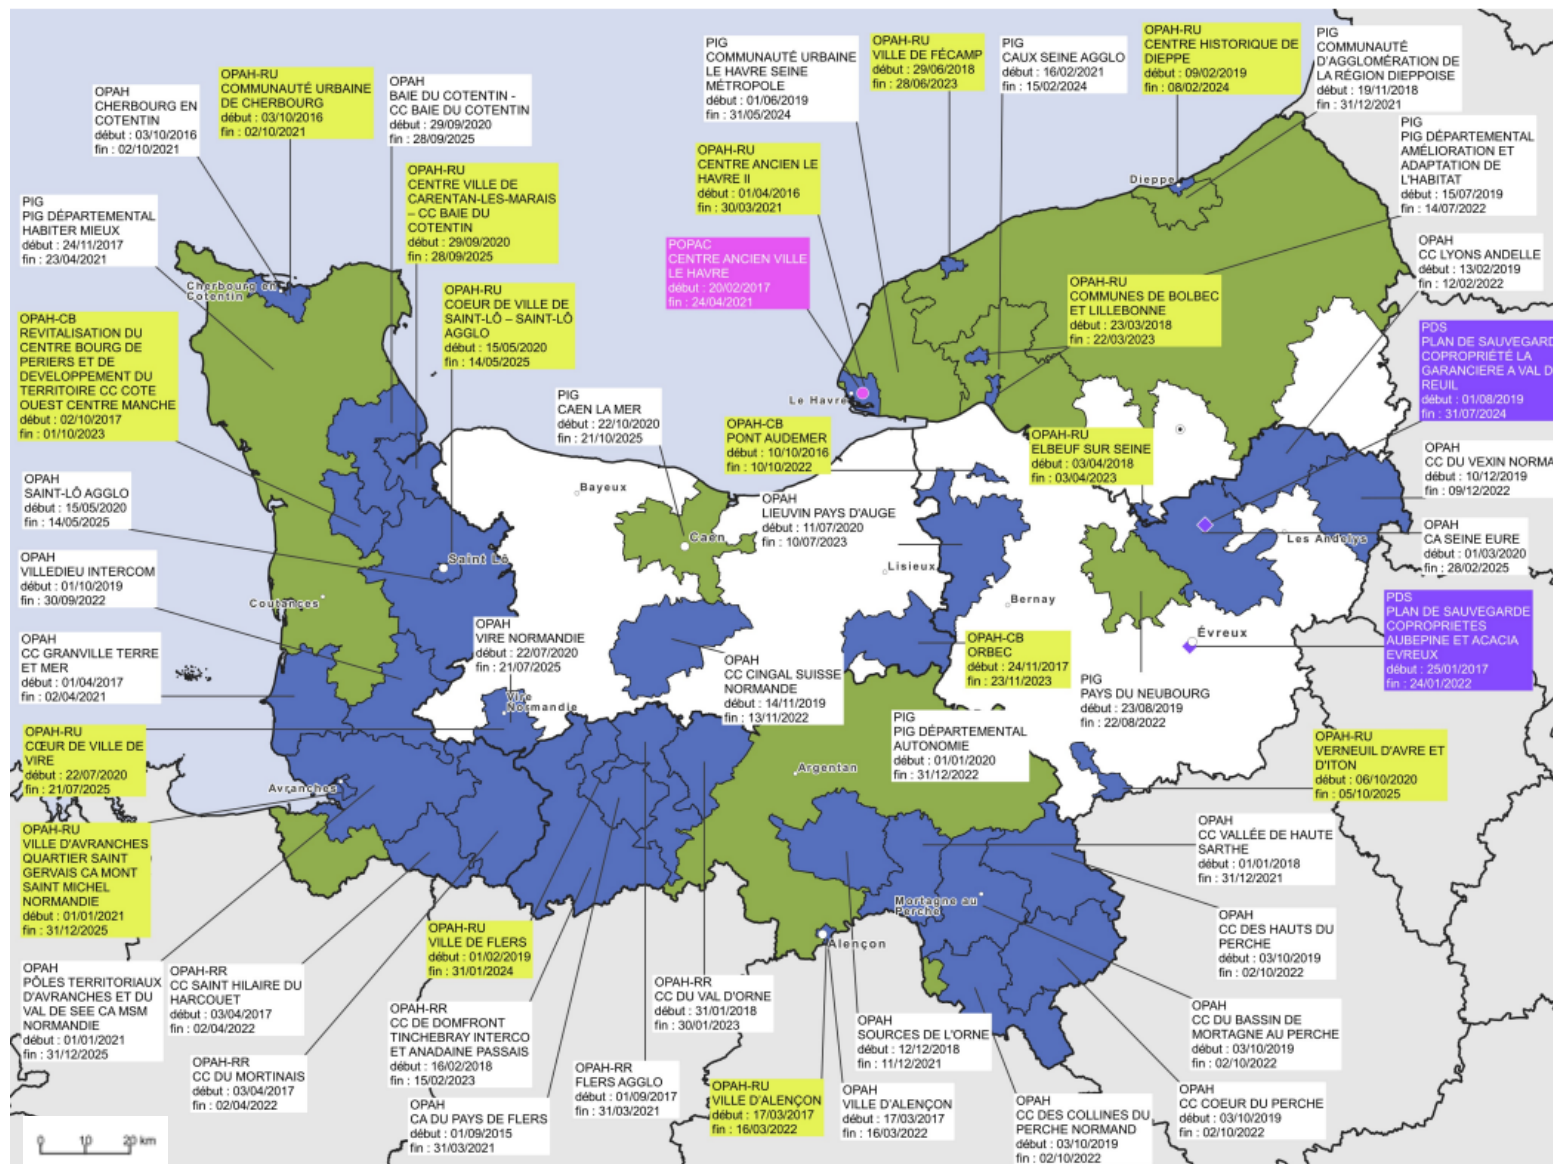 OPAH
CHERBOURG EN
COTENTIN
début : 03/10/2016
fin : 02/10/2021
OPAH-RU
COMMUNAUTÉ URBAINE
DE CHERBOURG
début : 03/10/2016
fin : 02/10/2021
OPAH
BAIE DU COTENTIN -
CC BAIE DU COTENTIN
début : 29/09/2020
fin : 28/09/2025
PIG
COMMUNAUTÉ URBAINE
LE HAVRE SEINE
MÉTROPOLE
début : 01/06/2019
fin : 31/05/2024
OPAH-RU
VILLE DE FÉCAMP
début : 29/06/2018
fin : 28/06/2023
PIG
CAUX SEINE AGGLO
début : 16/02/2021
fin : 15/02/2024
OPAH-RU
CENTRE HISTORIQUE DE
DIEPPE
début : 09/02/2019
fin : 08/02/2024
PIG
COMMUNAUTÉ
D'AGGLOMÉRATION DE
LA RÉGION DIEPPOISE
début : 19/11/2018
fin : 31/12/2021
PIG
PIG DÉPARTEMENTAL
AMÉLIORATION ET
ADAPTATION DE
L'HABITAT
début : 15/07/2019
fin : 14/07/2022
OPAH-RU
CENTRE ANCIEN LE
HAVRE II
début : 01/04/2016
fin : 30/03/2021
OPAH-RU
CENTRE VILLE DE
CARENTAN-LES-MARAIS
– CC BAIE DU
COTENTIN
début : 29/09/2020
fin : 28/09/2025
PIG
PIG DÉPARTEMENTAL
HABITER MIEUX
début : 24/11/2017
fin : 23/04/2021
Dieppe
POPAC
CENTRE ANCIEN VILLE
LE HAVRE
début : 20/02/2017
fin : 24/04/2021
OPAH
CC LYONS ANDELLE
début : 13/02/2019
fin : 12/02/2022
Cherbourg en
Cotentin
OPAH-RU
COEUR DE VILLE DE
SAINT-LÔ – SAINT-LÔ
AGGLO
début : 15/05/2020
fin : 14/05/2025
OPAH-RU
COMMUNES DE BOLBEC
ET LILLEBONNE
début : 23/03/2018
fin : 22/03/2023
OPAH-CB
REVITALISATION DU
CENTRE BOURG DE
PERIERS ET DE
DEVELOPPEMENT DU
TERRITOIRE CC COTE
OUEST CENTRE MANCHE
début : 02/10/2017
fin : 01/10/2023
PDS
PLAN DE SAUVEGARD
COPROPRIÉTÉ LA
GARANCIERE A VAL D
REUIL
début : 01/08/2019
fin : 31/07/2024
Le Havre
PIG
CAEN LA MER
début : 22/10/2020
fin : 21/10/2025
OPAH-CB
PONT AUDEMER
début : 10/10/2016
fin : 10/10/2022
OPAH-RU
ELBEUF SUR SEINE
début : 03/04/2018
fin : 03/04/2023
OPAH
CC DU VEXIN NORMA
début : 10/12/2019
fin : 09/12/2022
OPAH
SAINT-LÔ AGGLO
début : 15/05/2020
fin : 14/05/2025
Bayeux
OPAH
LIEUVIN PAYS D'AUGE
début : 11/07/2020
fin : 10/07/2023
Caen
Les Andelys
OPAH
CA SEINE EURE
début : 01/03/2020
fin : 28/02/2025
OPAH
VILLEDIEU INTERCOM
début : 01/10/2019
fin : 30/09/2022
Saint Lô
Lisieux
Coutances
Bernay
PDS
PLAN DE SAUVEGARDE
COPROPRIETES
AUBEPINE ET ACACIA
EVREUX
début : 25/01/2017
fin : 24/01/2022
OPAH
CC GRANVILLE TERRE
ET MER
début : 01/04/2017
fin : 02/04/2021
OPAH
VIRE NORMANDIE
début : 22/07/2020
fin : 21/07/2025
OPAH-CB
ORBEC
début : 24/11/2017
fin : 23/11/2023
Évreux
OPAH
CC CINGAL SUISSE
NORMANDE
début : 14/11/2019
fin : 13/11/2022
PIG
PAYS DU NEUBOURG
début : 23/08/2019
fin : 22/08/2022
Vire
Normandie
PIG
PIG DÉPARTEMENTAL
AUTONOMIE
début : 01/01/2020
fin : 31/12/2022
OPAH-RU
CŒUR DE VILLE DE
VIRE
début : 22/07/2020
fin : 21/07/2025
OPAH-RU
VERNEUIL D'AVRE ET
D'ITON
début : 06/10/2020
fin : 05/10/2025
Argentan
Avranches
OPAH-RU
VILLE D'AVRANCHES
QUARTIER SAINT
GERVAIS CA MONT
SAINT MICHEL
NORMANDIE
début : 01/01/2021
fin : 31/12/2025
OPAH
CC VALLÉE DE HAUTE
SARTHE
début : 01/01/2018
fin : 31/12/2021
Mortagne au
Perche
OPAH
CC DES HAUTS DU
PERCHE
début : 03/10/2019
fin : 02/10/2022
OPAH-RU
VILLE DE FLERS
début : 01/02/2019
fin : 31/01/2024
Alençon
OPAH
PÔLES TERRITORIAUX
D'AVRANCHES ET DU
VAL DE SEE CA MSM
NORMANDIE
début : 01/01/2021
fin : 31/12/2025
OPAH-RR
CC SAINT HILAIRE DU
HARCOUET
début : 03/04/2017
fin : 02/04/2022
OPAH-RR
CC DU VAL D'ORNE
début : 31/01/2018
fin : 30/01/2023
OPAH-RR
CC DE DOMFRONT
TINCHEBRAY INTERCO
ET ANADAINE PASSAIS
début : 16/02/2018
fin : 15/02/2023
OPAH
SOURCES DE L'ORNE
début : 12/12/2018
fin : 11/12/2021
OPAH
CC DU BASSIN DE
MORTAGNE AU PERCHE
début : 03/10/2019
fin : 02/10/2022
OPAH-RR
CC DU MORTINAIS
début : 03/04/2017
fin : 02/04/2022
OPAH-RR
FLERS AGGLO
début : 01/09/2017
fin : 31/03/2021
OPAH-RU
VILLE D'ALENÇON
début : 17/03/2017
fin : 16/03/2022
OPAH
VILLE D'ALENÇON
début : 17/03/2017
fin : 16/03/2022
OPAH
CC COEUR DU PERCHE
début : 03/10/2019
fin : 02/10/2022
OPAH
CA DU PAYS DE FLERS
début : 01/09/2015
fin : 31/03/2021
OPAH
CC DES COLLINES DU
PERCHE NORMAND
début : 03/10/2019
fin : 02/10/2022
0 10 20 km